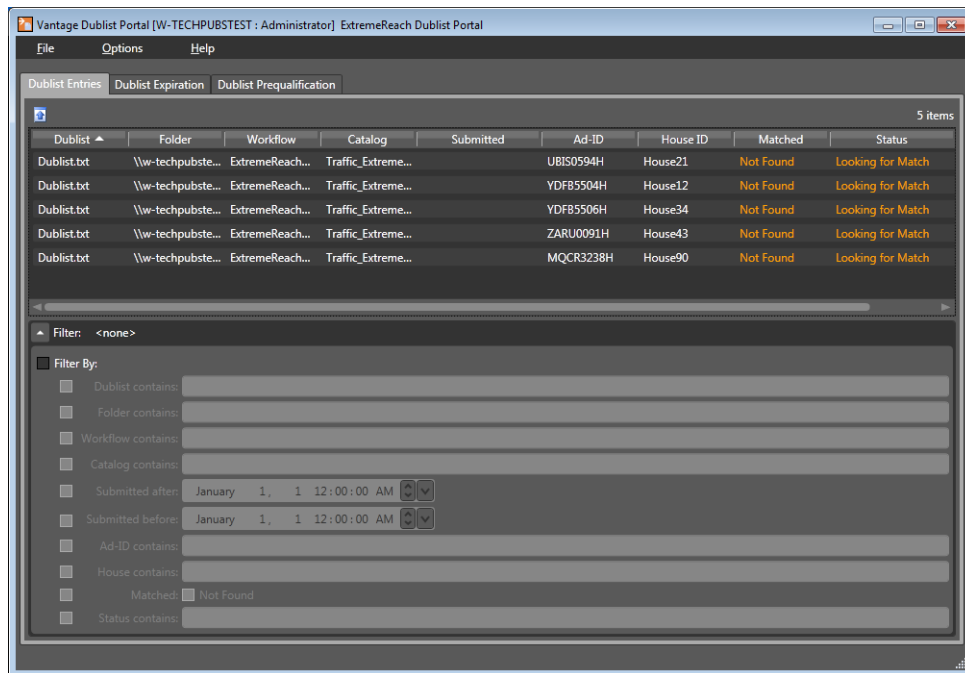 Vantage Dublist Portal [W-TECHPUBSTEST : Administrator] ExtremeReach Dublist Portal
File Options Help
Dublist Entries Dublist Expiration Dublist Prequalification
5 items
Dublist Folder Workflow Catalog Submitted Ad-ID House ID Matched Status
Dublist.txt \\w-techpubste... ExtremeReach... Traffic_Extreme... UBIS0594H House21 Not Found Looking for Match
Dublist.txt \\w-techpubste... ExtremeReach... Traffic_Extreme... YDFB5504H House12 Not Found Looking for Match
Dublist.txt \\w-techpubste... ExtremeReach... Traffic_Extreme... YDFB5506H House34 Not Found Looking for Match
Dublist.txt \\w-techpubste... ExtremeReach... Traffic_Extreme... ZARU0091H House43 Not Found Looking for Match
Dublist.txt \\w-techpubste... ExtremeReach... Traffic_Extreme... MQCR3238H House90 Not Found Looking for Match
Filter: <none>
Filter By:
Dublist contains:
Folder contains:
Workflow contains:
Catalog contains:
Submitted after: January 1, 1 12:00:00 AM
Submitted before: January 1, 1 12:00:00 AM
Ad-ID contains:
House contains:
Matched: Not Found
Status contains: